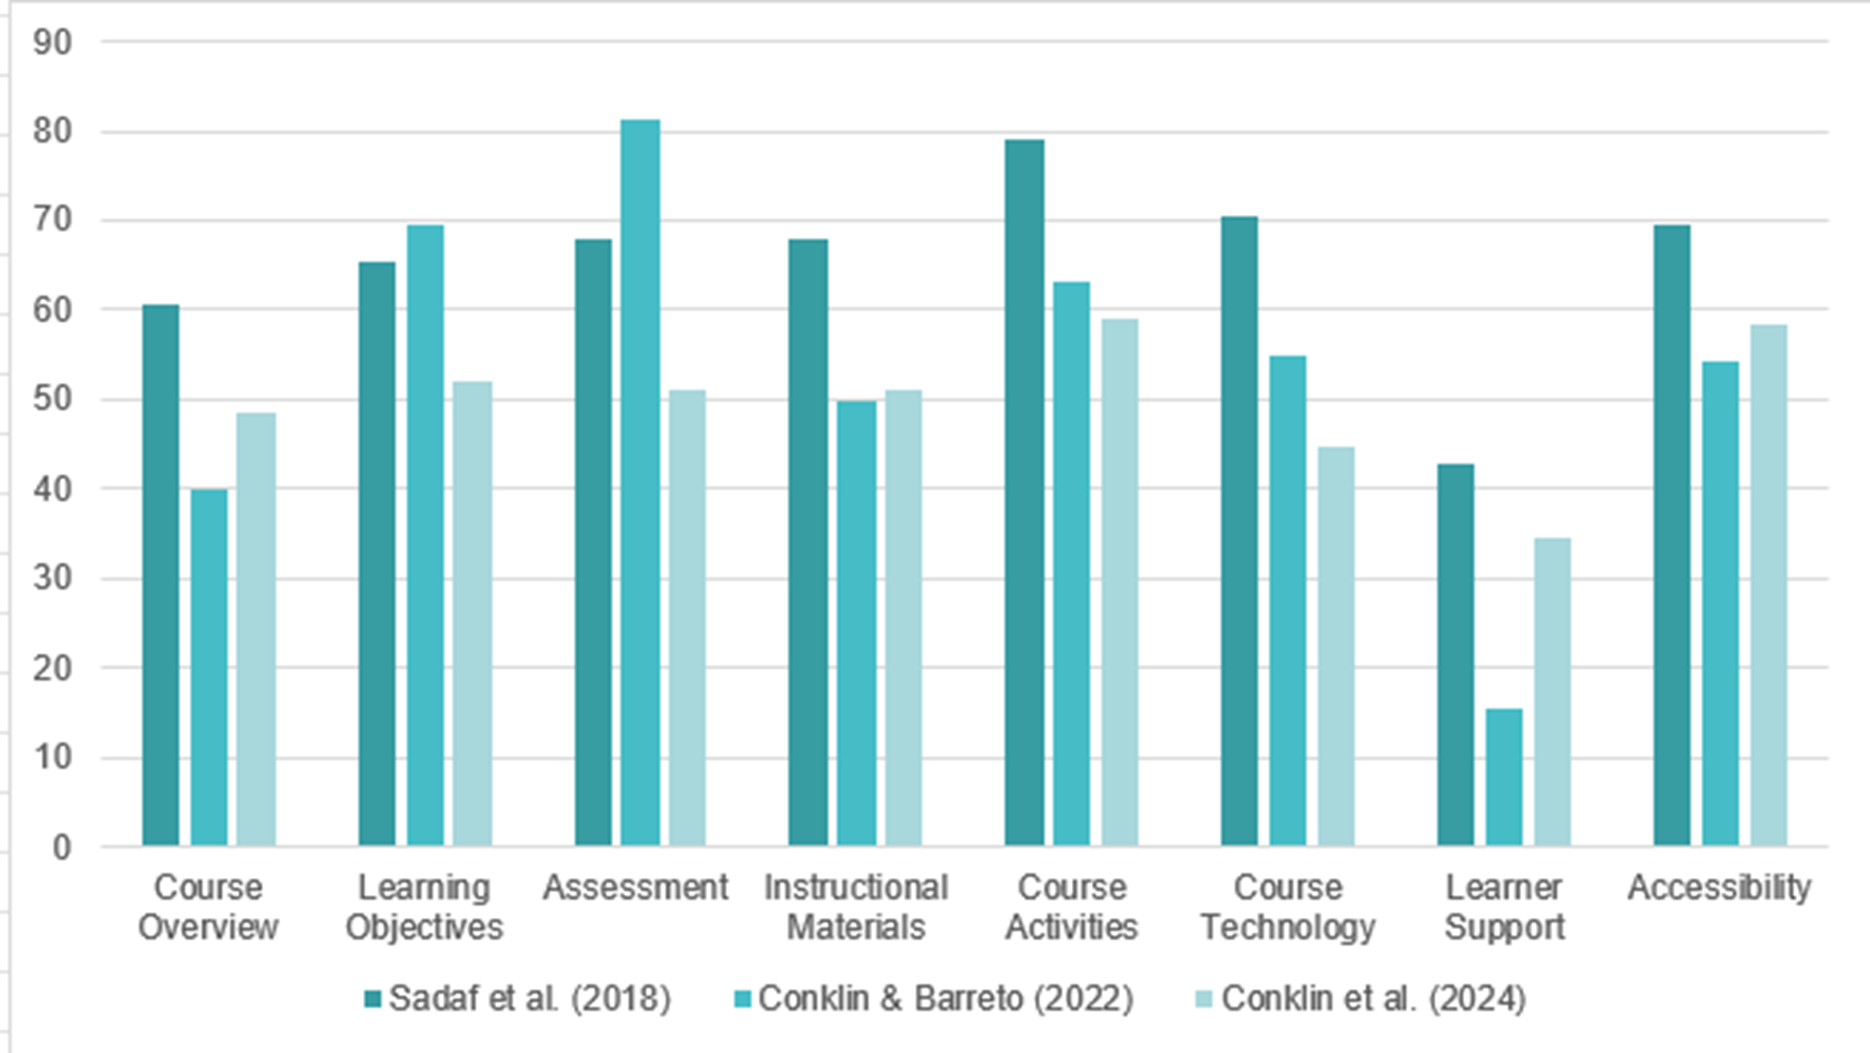 90
80
70
60
50
40
30
20
10
0
Course Overview
Learning Objectives
Assessment
Instructional Materials
Course Activities
Course Technology
Learner Support
Accessibility
Sadaf et al. (2018)
Conklin & Barreto (2022)
Conklin et al. (2024)